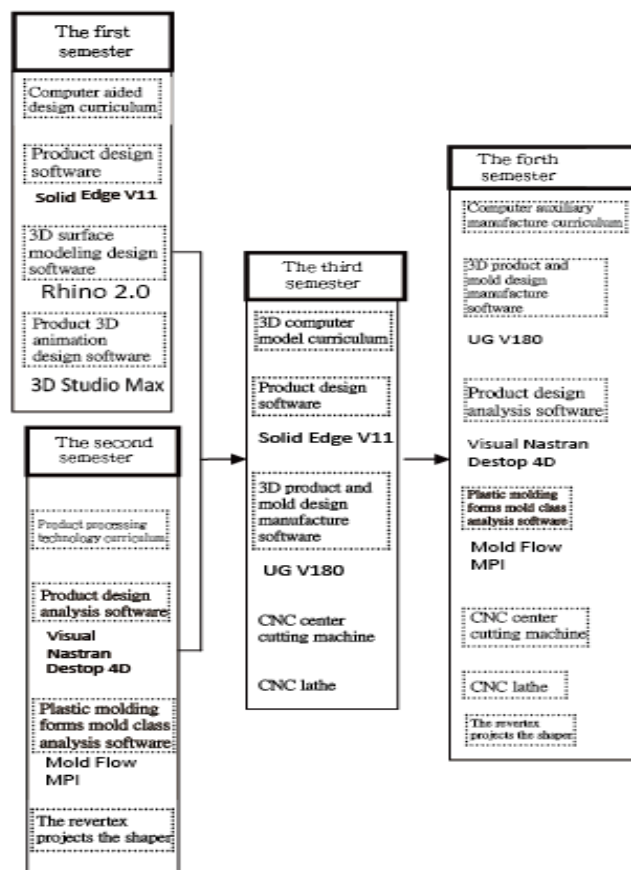 The first
semester
Computer aided
design curriculum
Product design
software
Solid Edge V11
3D surface
modeling design
software
Rhino 2.0
Product 3D
animation
design software
3D Studio Max
The second
semester
Product processing
technology curriculum
Product design
analysis software
Visual
Nastran
Destop 4D
Plastic molding
forms mold class
analysis software
Mold Flow
MPI
The revertex
projects the shaper
The third
semester
3D computer
model curriculum
Product design
software
Solid Edge V11
3D product and
mold design
manufacture
software
UG V180
CNC center
cutting machine
CNC lathe
The forth
semester
Computer auxiliary
manufacture curriculum
3D product and
mold design
manufacture
software
UG V180
Product design
analysis software
Visual Nastran
Destop 4D
Plastic molding
forms mold class
analysis software
Mold Flow
MPI
CNC center
cutting machine
CNC lathe
The revertex
projects the shaper